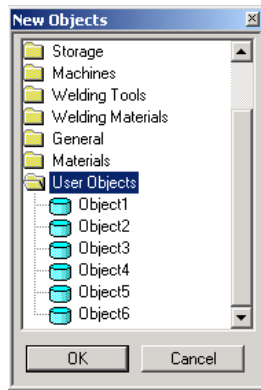 New Objects
Storage
Machines
Welding Tools
Welding Materials
General
Materials
User Objects
Object1
Object2
Object3
Object4
Object5
Object6
OK Cancel